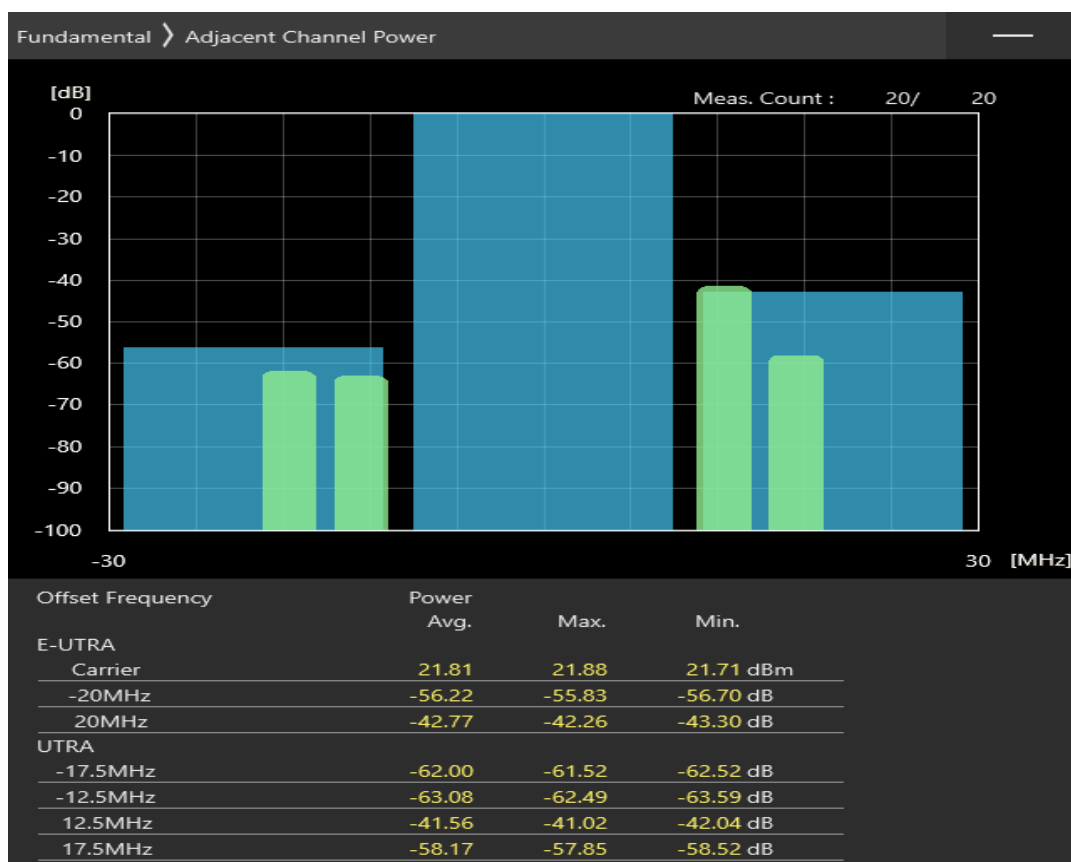 Fundamental ❯ Adjacent Channel Power
[dB]
Meas. Count : 20/ 20
0
-10
-20
-30
-40
-50
-60
-70
-80
-90
-100
-30 30 [MHz]
Offset Frequency Power
Avg. Max. Min.
E-UTRA
Carrier 21.81 21.88 21.71 dBm
-20MHz -56.22 -55.83 -56.70 dB
20MHz -42.77 -42.26 -43.30 dB
UTRA
-17.5MHz -62.00 -61.52 -62.52 dB
-12.5MHz -63.08 -62.49 -63.59 dB
12.5MHz -41.56 -41.02 -42.04 dB
17.5MHz -58.17 -57.85 -58.52 dB